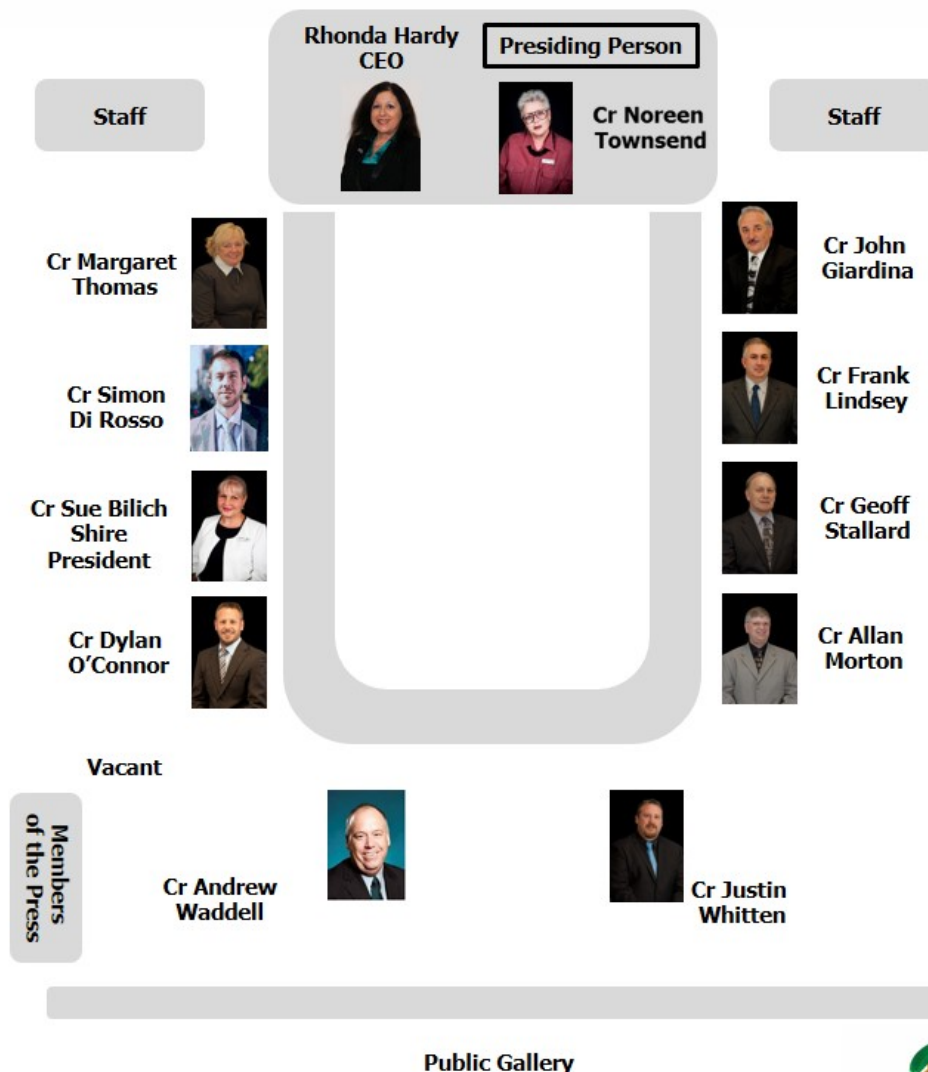 Rhonda Hardy
CEO
Presiding Person
Cr Noreen
Townsend
Staff
Staff
Cr Margaret
Thomas
Cr John
Giardina
Cr Simon
Di Rosso
Cr Frank
Lindsey
Cr Sue Bilich
Shire
President
Cr Geoff
Stallard
Cr Dylan
O'Connor
Cr Allan
Morton
Vacant
Members
of the Press
Cr Andrew
Waddell
Cr Justin
Whitten
Public Gallery